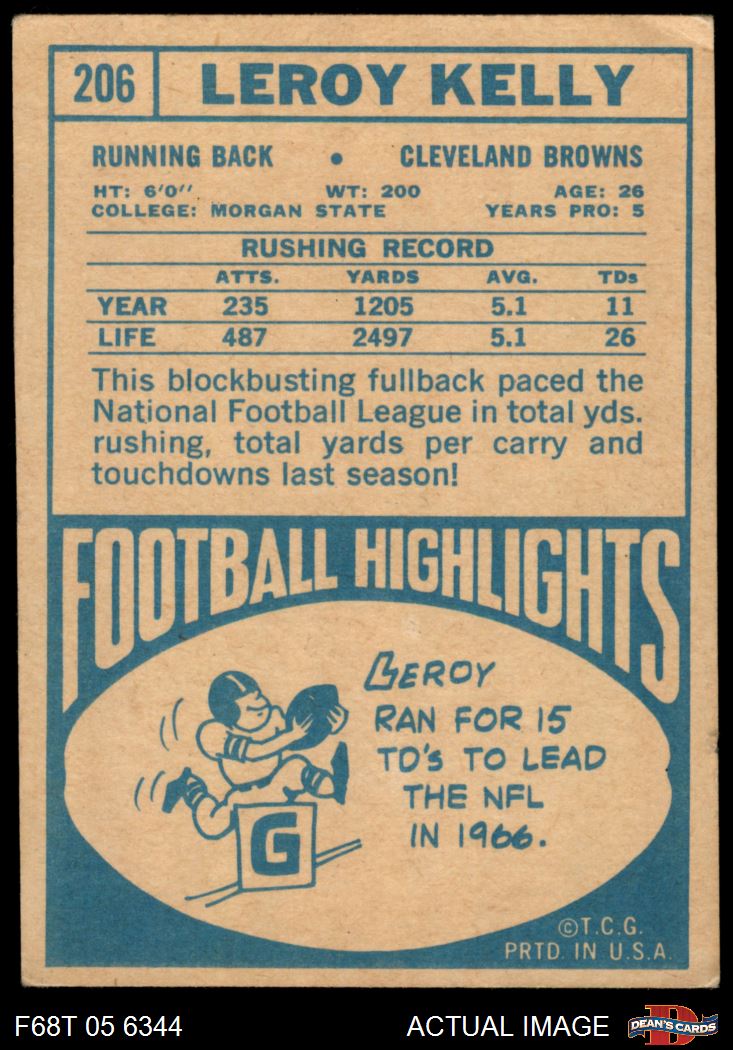 206 LEROY KELLY
RUNNING BACK • CLEVELAND BROWNS
HT: 6'0'' WT: 200 AGE: 26
COLLEGE: MORGAN STATE YEARS PRO: 5
RUSHING RECORD
ATTS. YARDS AVG. TDs
YEAR 235 1205 5.1 11
LIFE 487 2497 5.1 26
This blockbusting fullback paced the
National Football League in total yds.
rushing, total yards per carry and
touchdowns last season!
FOOTBALL HIGHLIGHTS
LEROY
RAN FOR 15
TD'S TO LEAD
THE NFL
IN 1966.
G
©T.C.G.
PRTD. IN U.S.A.
F68T 05 6344 ACTUAL IMAGE D DEAN'S CARDS